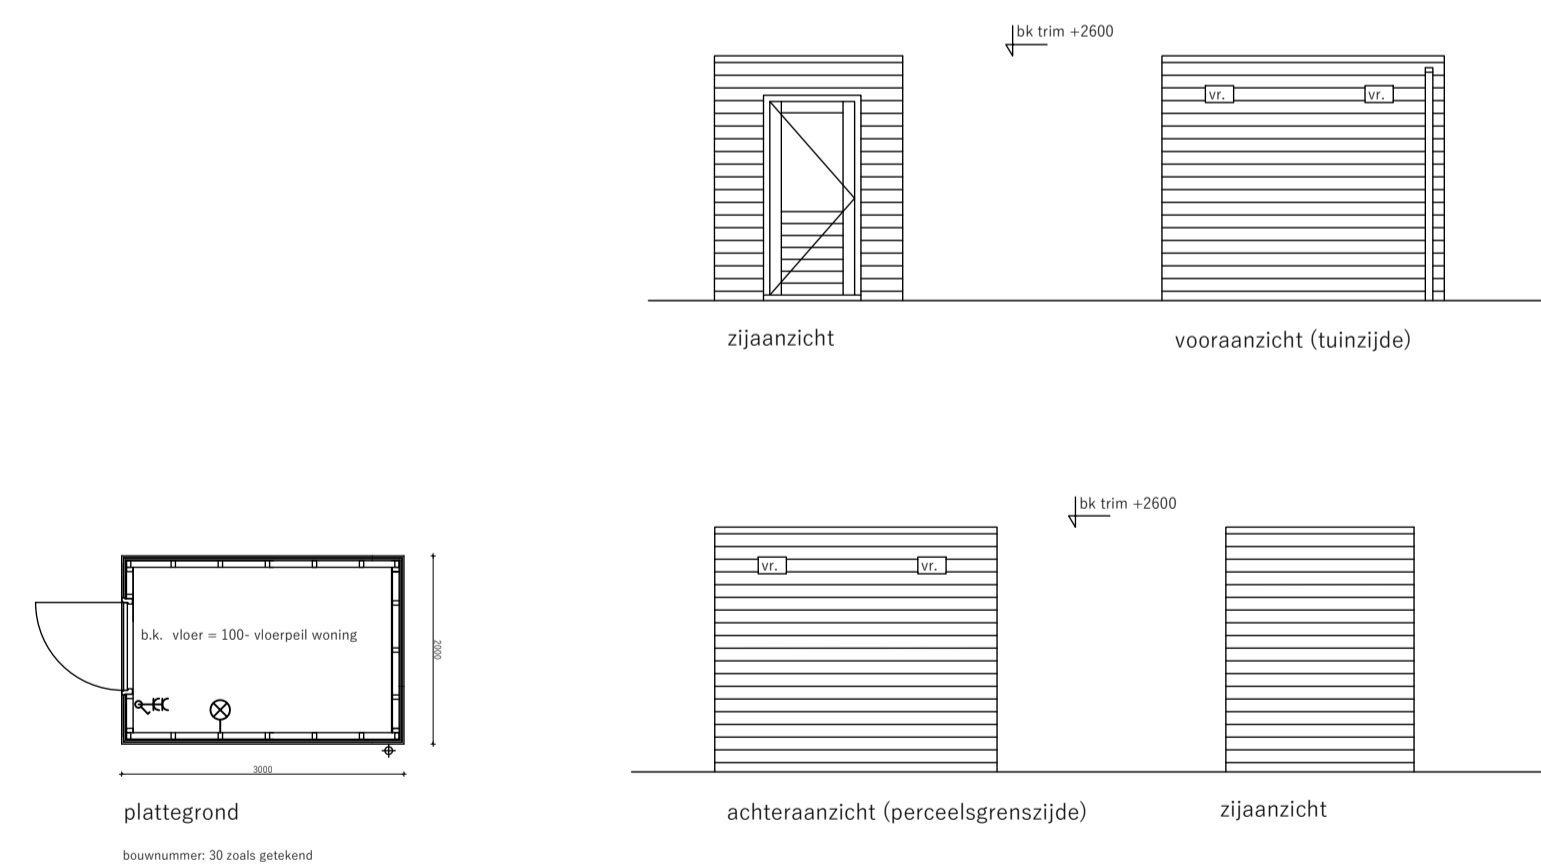 bk trim +2600
vr.
vr.
zijaanzicht
vooraanzicht (tuinzijde)
bk trim +2600
vr.
vr.
b.k. vloer = 100- vloerpeil woning
2000
3000
plattegrond
achteraanzicht (perceelsgrenszijde)
zijaanzicht
bouwnummer: 30 zoals getekend